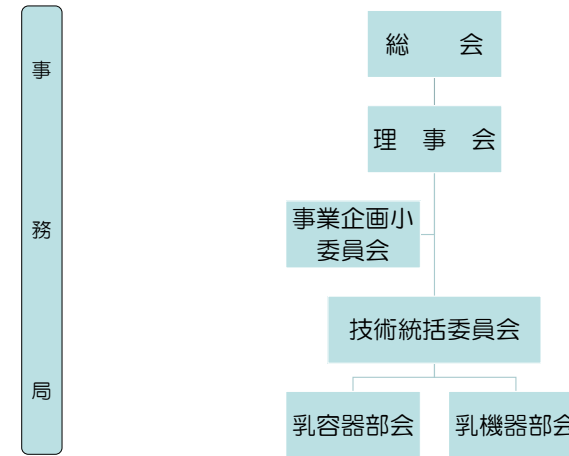 事務局
総　会
理　事　会
事業企画小
委員会
技術統括委員会
乳容器部会
乳機器部会